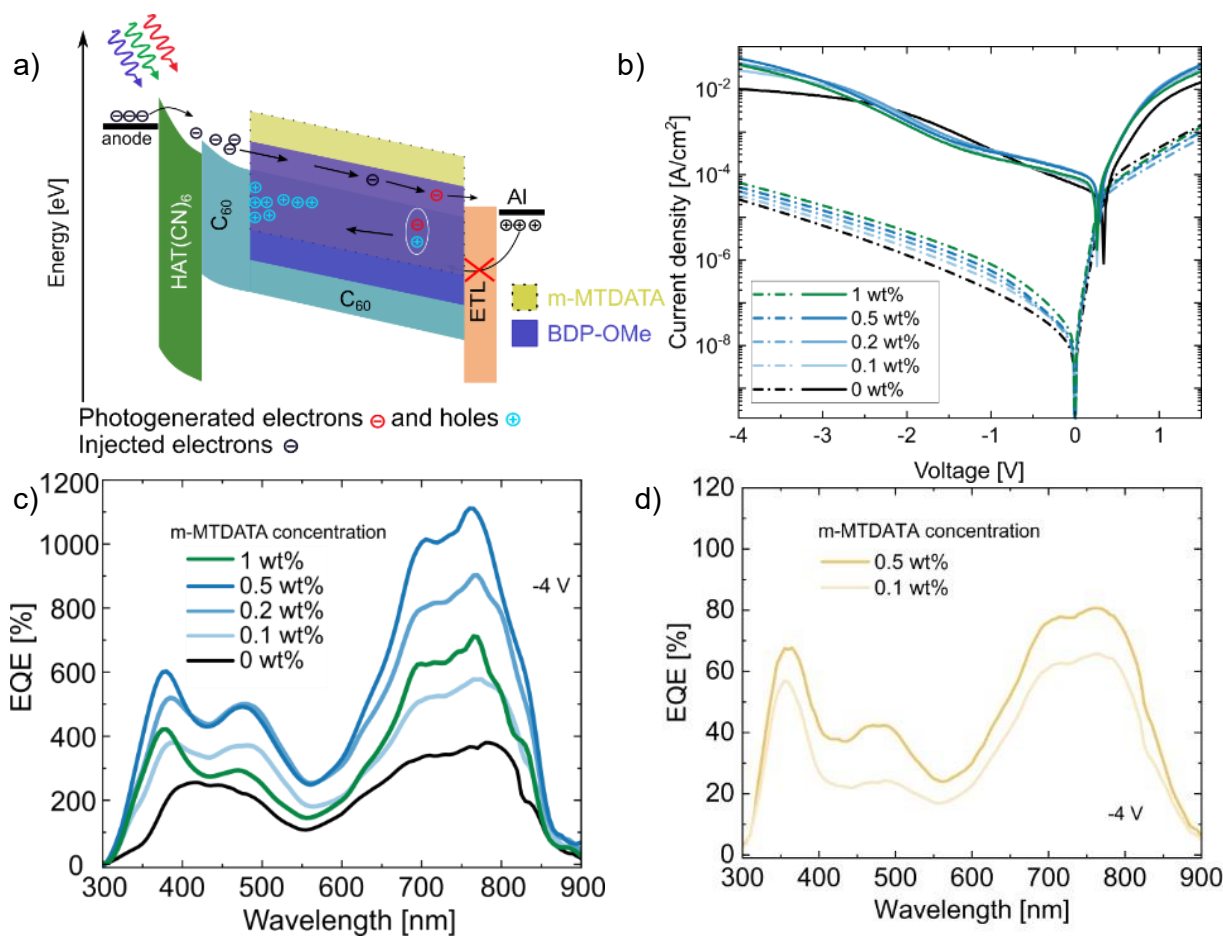 a)
Energy [eV]
anode
HAT(CN)6
C60
C60
ETL
Al
m-MTDATA
BDP-OMe
Photogenerated electrons ⊖ and holes ⊕
Injected electrons ⊖
b)
Current density [A/cm2]
10-2
10-4
10-6
10-8
1 wt%
0.5 wt%
0.2 wt%
0.1 wt%
0 wt%
-4 -3 -2 -1 0 1
Voltage [V]
c)
EQE [%]
1200
1000
800
600
400
200
0
m-MTDATA concentration
1 wt%
0.5 wt%
0.2 wt%
0.1 wt%
0 wt%
-4 V
300 400 500 600 700 800 900
Wavelength [nm]
d)
EQE [%]
120
100
80
60
40
20
0
m-MTDATA concentration
0.5 wt%
0.1 wt%
-4 V
300 400 500 600 700 800 900
Wavelength [nm]